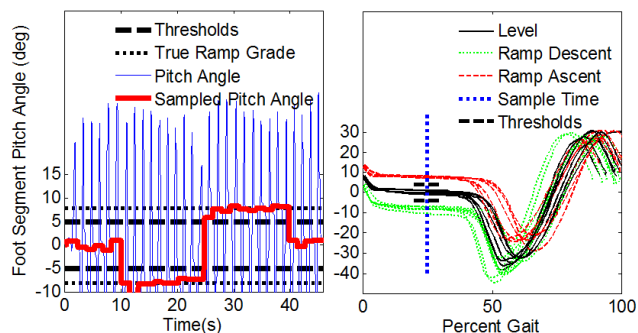 Thresholds
True Ramp Grade
Pitch Angle
Sampled Pitch Angle
Foot Segment Pitch Angle (deg)
15
10
5
0
-5
-10
0
10
20
30
40
Time(s)
Level
Ramp Descent
Ramp Ascent
Sample Time
Thresholds
30
20
10
0
-10
-20
-30
-40
0
50
100
Percent Gait